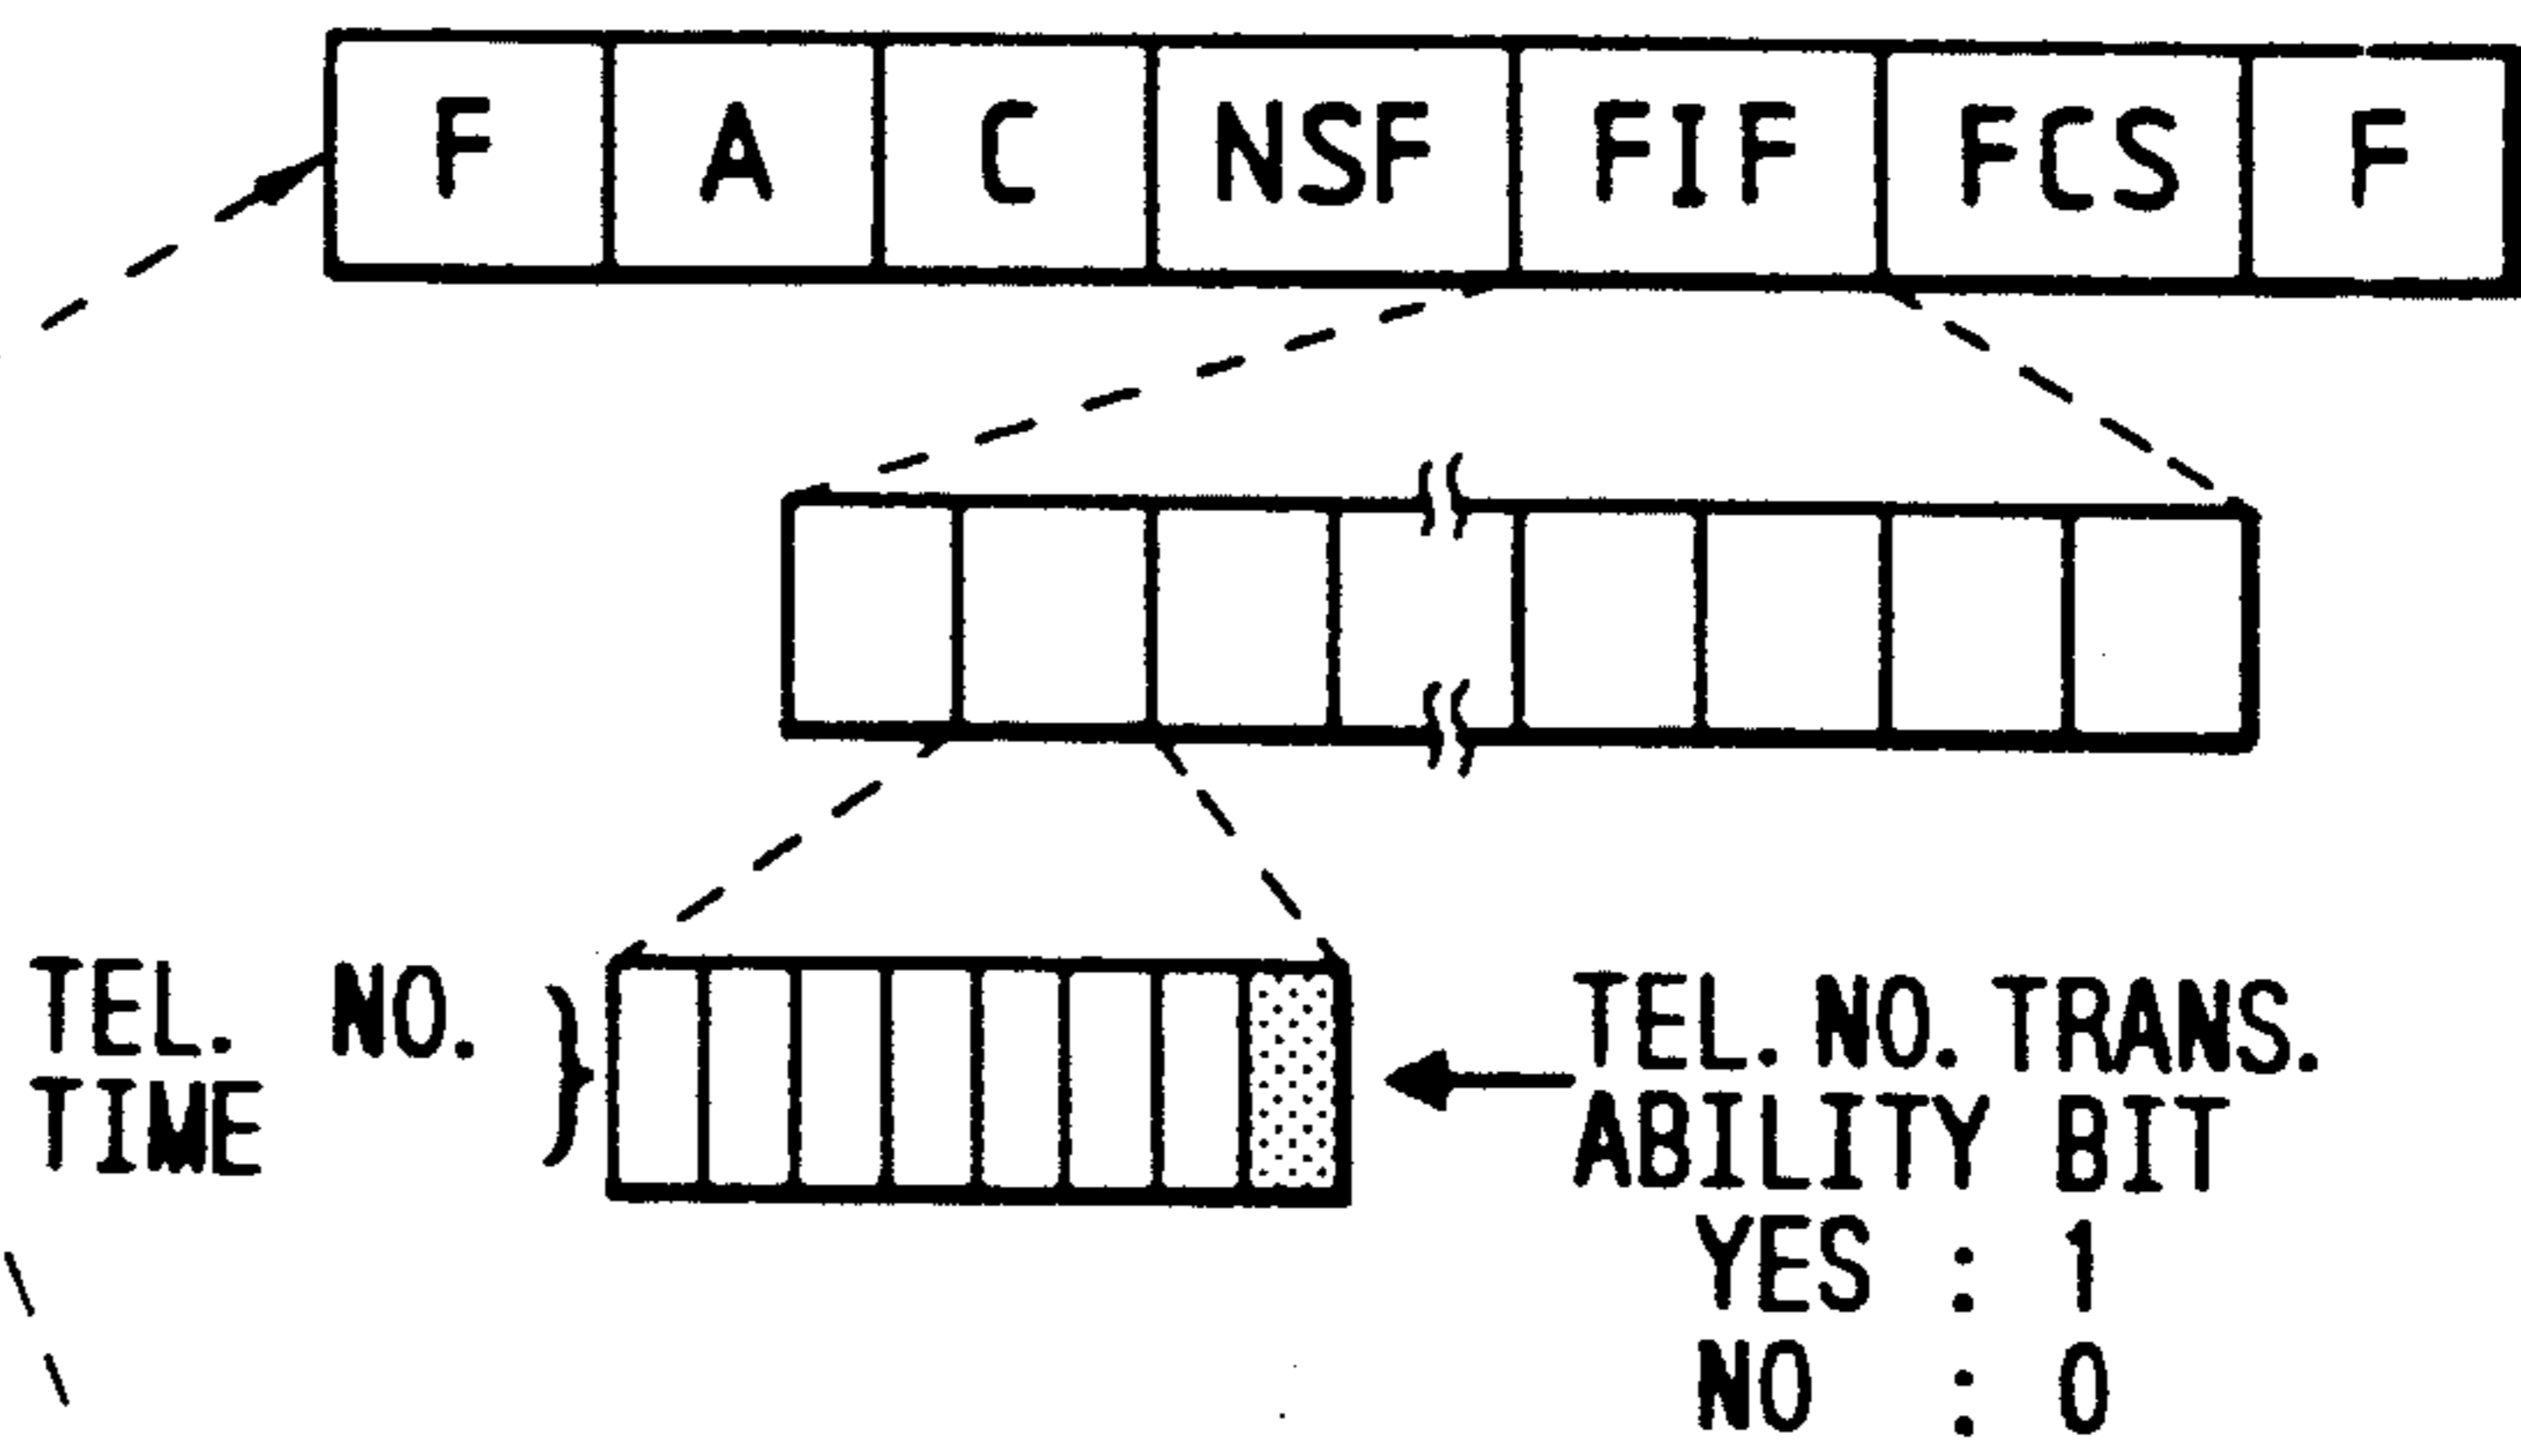 F A C NSF FIF FCS F
TEL. NO.
TIME
TEL. NO. TRANS.
ABILITY BIT
YES : 1
NO : 0